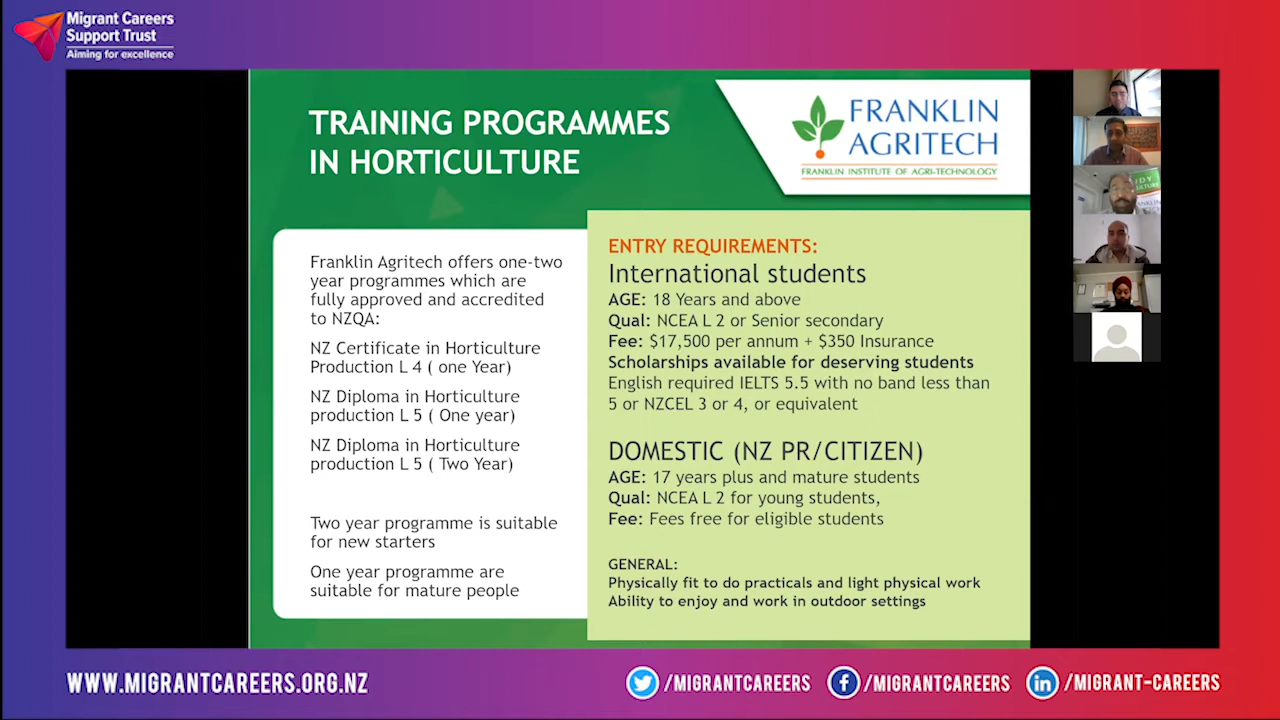 Migrant Careers
Support Trust
Aiming for excellence
TRAINING PROGRAMMES
IN HORTICULTURE
FRANKLIN
AGRITECH
FRANKLIN INSTITUTE OF AGRI-TECHNOLOGY
Franklin Agritech offers one-two
year programmes which are
fully approved and accredited
to NZQA:
NZ Certificate in Horticulture
Production L 4 ( one Year)
NZ Diploma in Horticulture
production L 5 ( One year)
NZ Diploma in Horticulture
production L 5 ( Two Year)
Two year programme is suitable
for new starters
One year programme are
suitable for mature people
ENTRY REQUIREMENTS:
International students
AGE: 18 Years and above
Qual: NCEA L 2 or Senior secondary
Fee: $17,500 per annum + $350 Insurance
Scholarships available for deserving students
English required IELTS 5.5 with no band less than
5 or NZCEL 3 or 4, or equivalent
DOMESTIC (NZ PR/CITIZEN)
AGE: 17 years plus and mature students
Qual: NCEA L 2 for young students,
Fee: Fees free for eligible students
GENERAL:
Physically fit to do practicals and light physical work
Ability to enjoy and work in outdoor settings
WWW.MIGRANTCAREERS.ORG.NZ
/MIGRANTCAREERS
/MIGRANTCAREERS
/MIGRANT-CAREERS